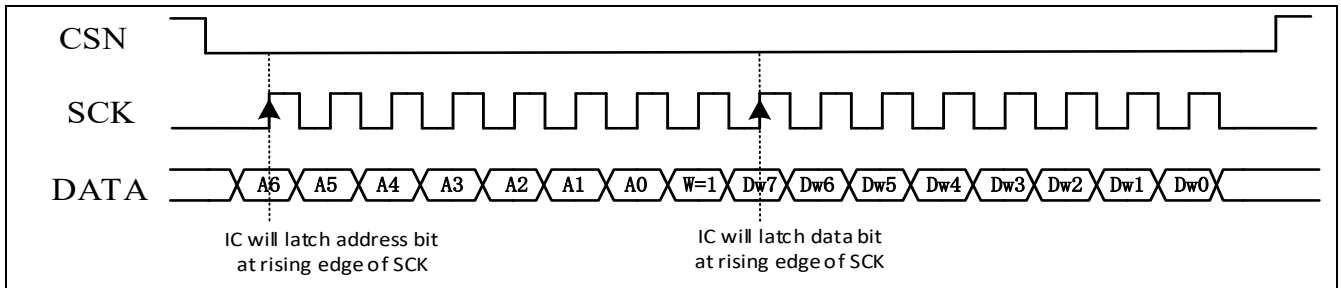 CSN
SCK
DATA A6 A5 A4 A3 A2 A1 A0 W=1 Dw7 Dw6 Dw5 Dw4 Dw3 Dw2 Dw1 Dw0
IC will latch address bit
at rising edge of SCK
IC will latch data bit
at rising edge of SCK